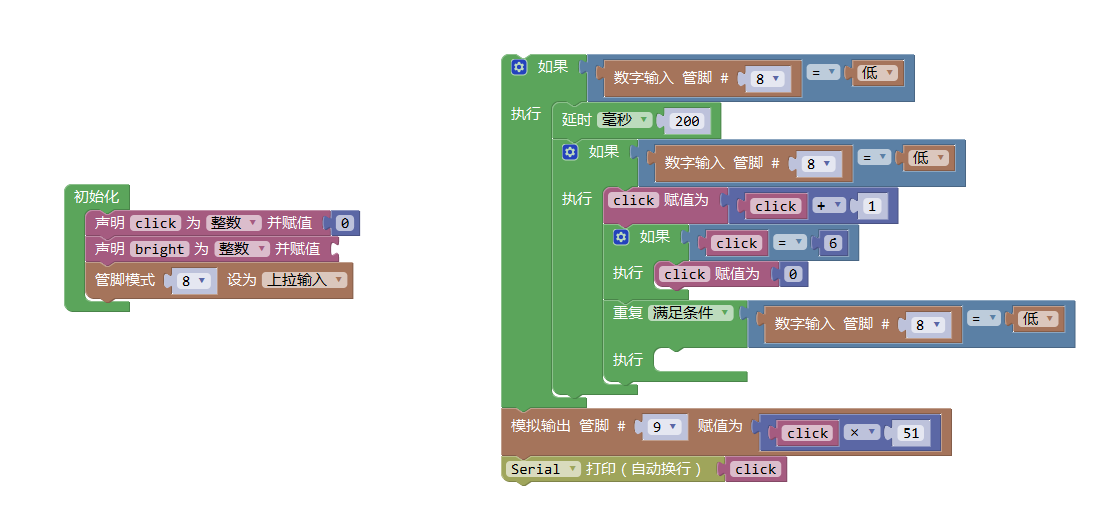 初始化
声明 click 为 整数 并赋值 0
声明 bright 为 整数 并赋值
管脚模式 8 设为 上拉输入
如果 数字输入 管脚 # 8 = 低
执行 延时 毫秒 200
如果 数字输入 管脚 # 8 = 低
执行 click 赋值为 click + 1
如果 click = 6
执行 click 赋值为 0
重复 满足条件 数字输入 管脚 # 8 = 低
执行
模拟输出 管脚 # 9 赋值为 click × 51
Serial 打印（自动换行） click